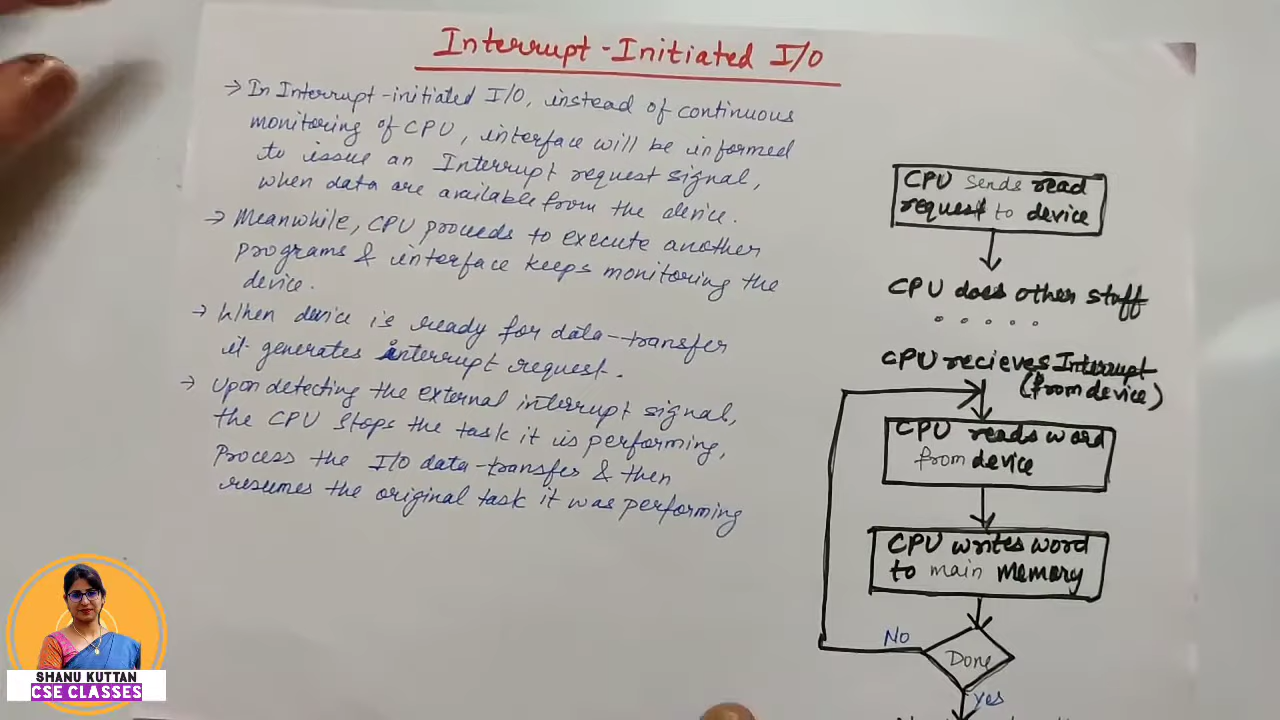 Interrupt-Initiated I/O
→ In Interrupt-initiated I/O, instead of continuous
monitoring of CPU, interface will be informed
to issue an Interrupt request signal,
when data are available from the device.
→ Meanwhile, CPU proceeds to execute another
programs & interface keeps monitoring the
device.
→ When device is ready for data-transfer
it generates interrupt request.
→ Upon detecting the external interrupt signal,
the CPU stops the task it is performing,
Process the I/O data-transfer & then
resumes the original task it was performing
CPU sends read
request to device
CPU does other stuff
CPU recieves Interrupt
(from device)
CPU reads word
from device
CPU writes word
to main Memory
No
Done
yes
SHANU KUTTAN
CSE CLASSES